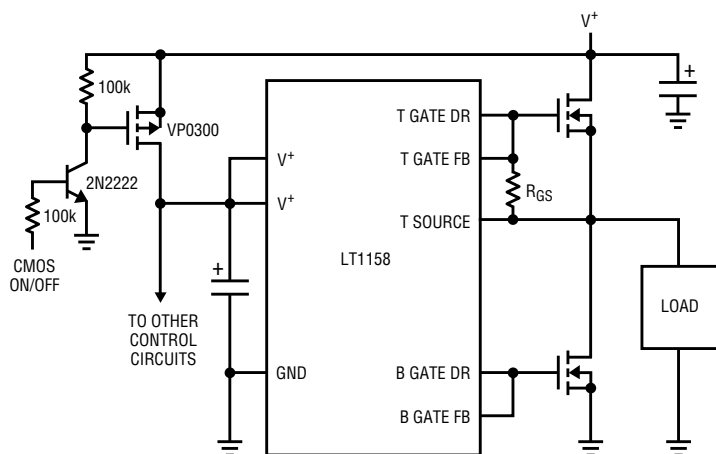 V+
100k
+
VP0300
T GATE DR
V+
T GATE FB
2N2222
RGS
V+
100k
T SOURCE
CMOS
ON/OFF
LT1158
+
LOAD
TO OTHER
CONTROL
CIRCUITS
GND
B GATE DR
B GATE FB